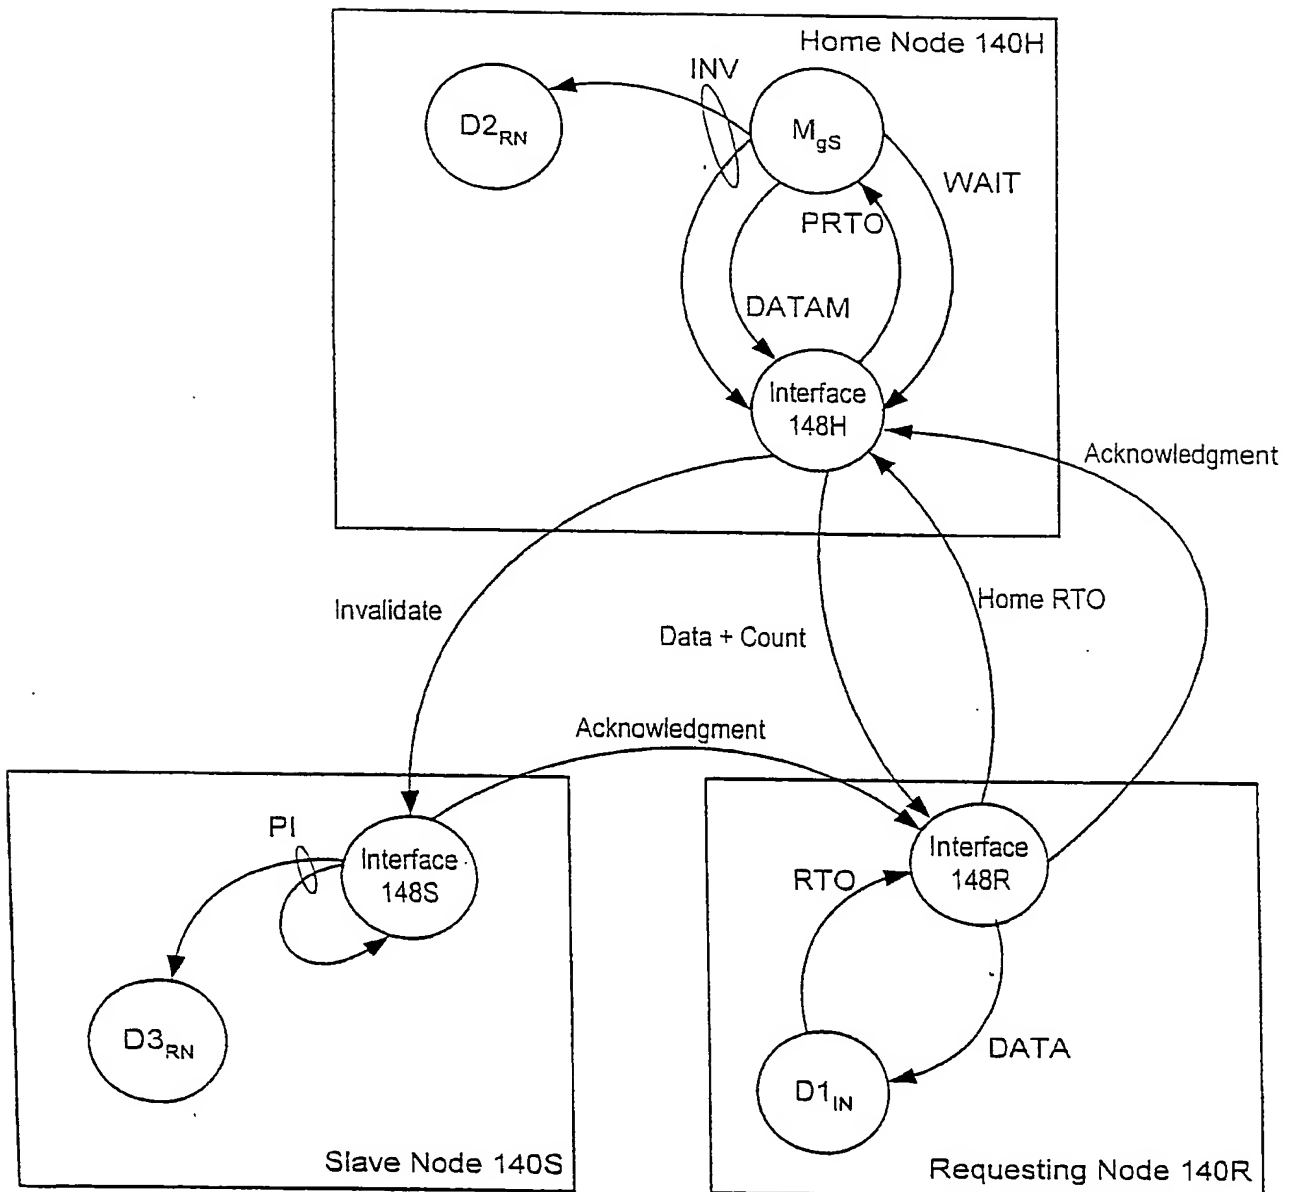 Home Node 140H
INV
D2RN
MgS
WAIT
PRTO
DATAM
Interface
148H
Acknowledgment
Invalidate
Home RTO
Data + Count
Acknowledgment
PI
Interface
148S
Interface
148R
RTO
D3RN
DATA
D1IN
Slave Node 140S
Requesting Node 140R